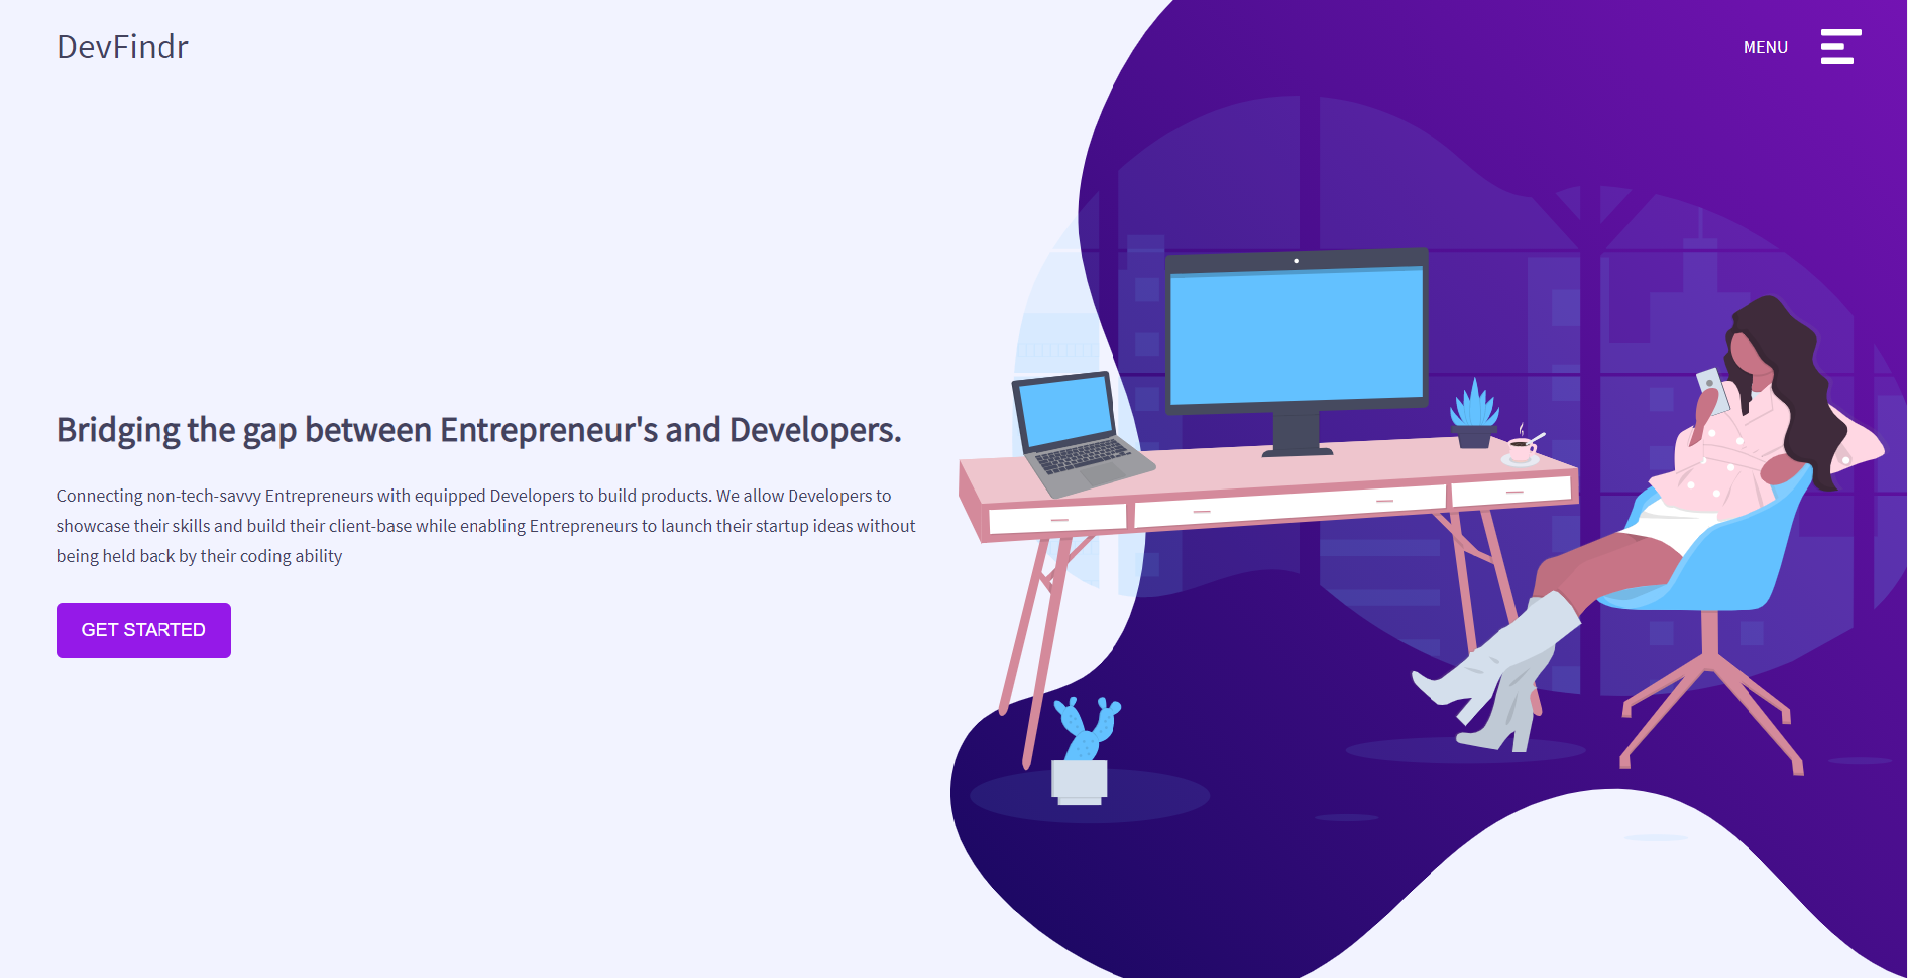 DevFindr
MENU
Bridging the gap between Entrepreneur's and Developers.
Connecting non-tech-savvy Entrepreneurs with equipped Developers to build products. We allow Developers to
showcase their skills and build their client-base while enabling Entrepreneurs to launch their startup ideas without
being held back by their coding ability
GET STARTED